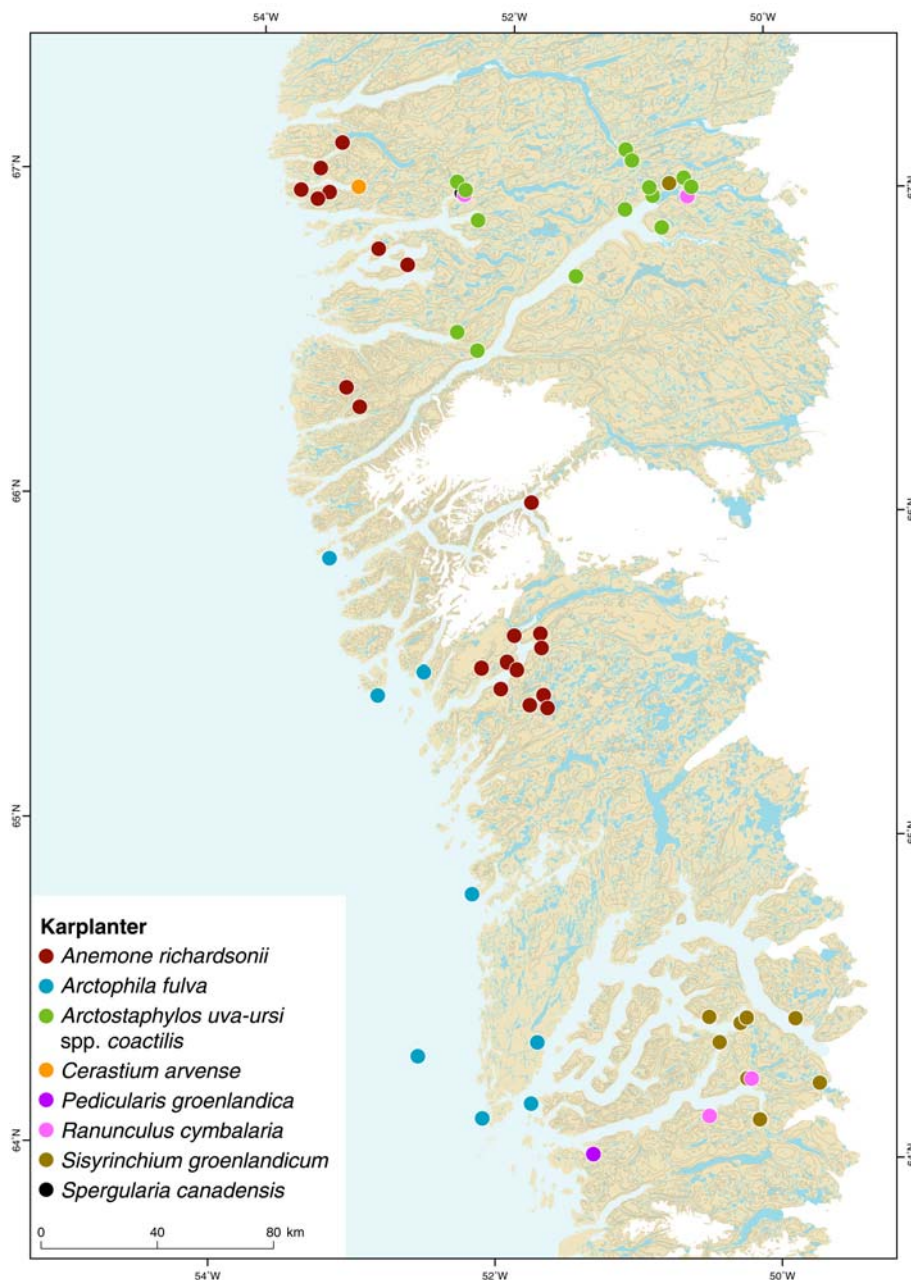 54˚W 52˚W 50˚W
67˚N 67˚N
66˚N
65˚N
Karplanter
Anemone richardsonii
Arctophila fulva
Arctostaphylos uva-ursi
spp. coactilis
Cerastium arvense
Pedicularis groenlandica
Ranunculus cymbalaria
Sisyrinchium groenlandicum
Spergularia canadensis
64˚N
0 40 80 km
54˚W 52˚W 50˚W